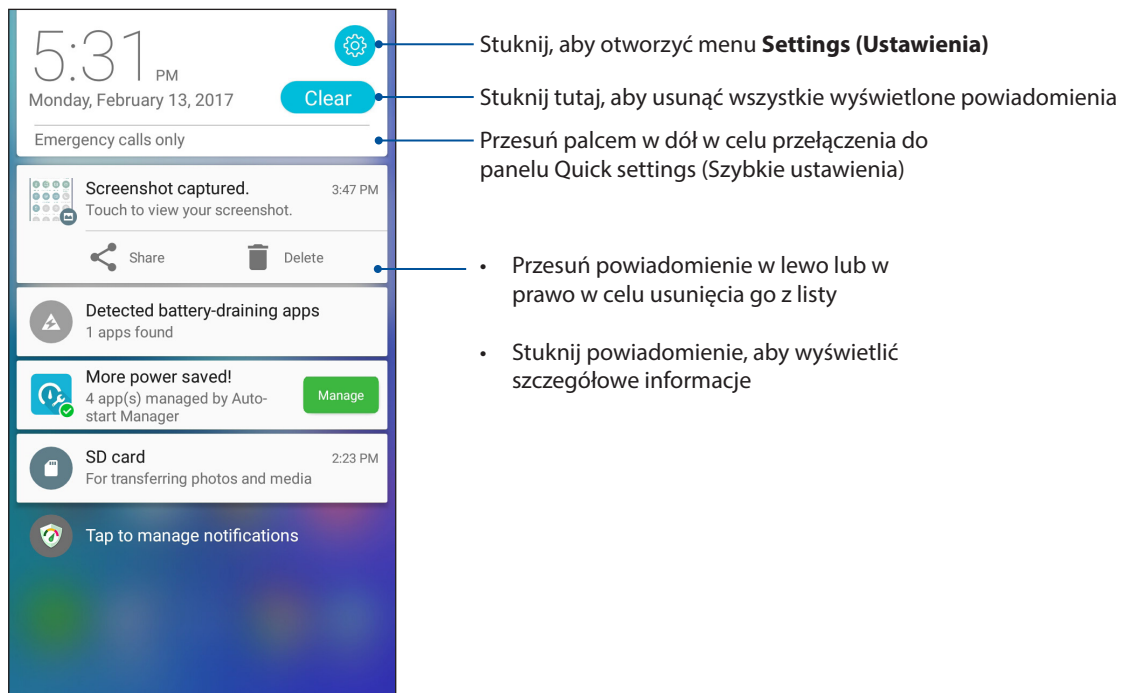 5:31 PM
Monday, February 13, 2017
Clear
Emergency calls only
Screenshot captured.
3:47 PM
Touch to view your screenshot.
Share
Delete
Detected battery-draining apps
1 apps found
More power saved!
4 app(s) managed by Auto-
start Manager
Manage
SD card
2:23 PM
For transferring photos and media
Tap to manage notifications
Stuknij, aby otworzyć menu Settings (Ustawienia)
Stuknij tutaj, aby usunąć wszystkie wyświetlone powiadomienia
Przesuń palcem w dół w celu przełączenia do
panelu Quick settings (Szybkie ustawienia)
• Przesuń powiadomienie w lewo lub w
prawo w celu usunięcia go z listy
• Stuknij powiadomienie, aby wyświetlić
szczegółowe informacje